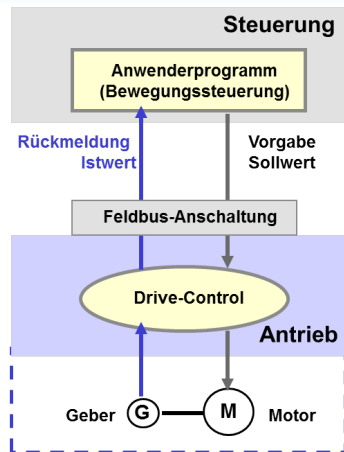 Steuerung
Anwenderprogramm
(Bewegungssteuerung)
Rückmeldung
Istwert
Vorgabe
Sollwert
Feldbus-Anschaltung
Drive-Control
Antrieb
Geber
G
M
Motor